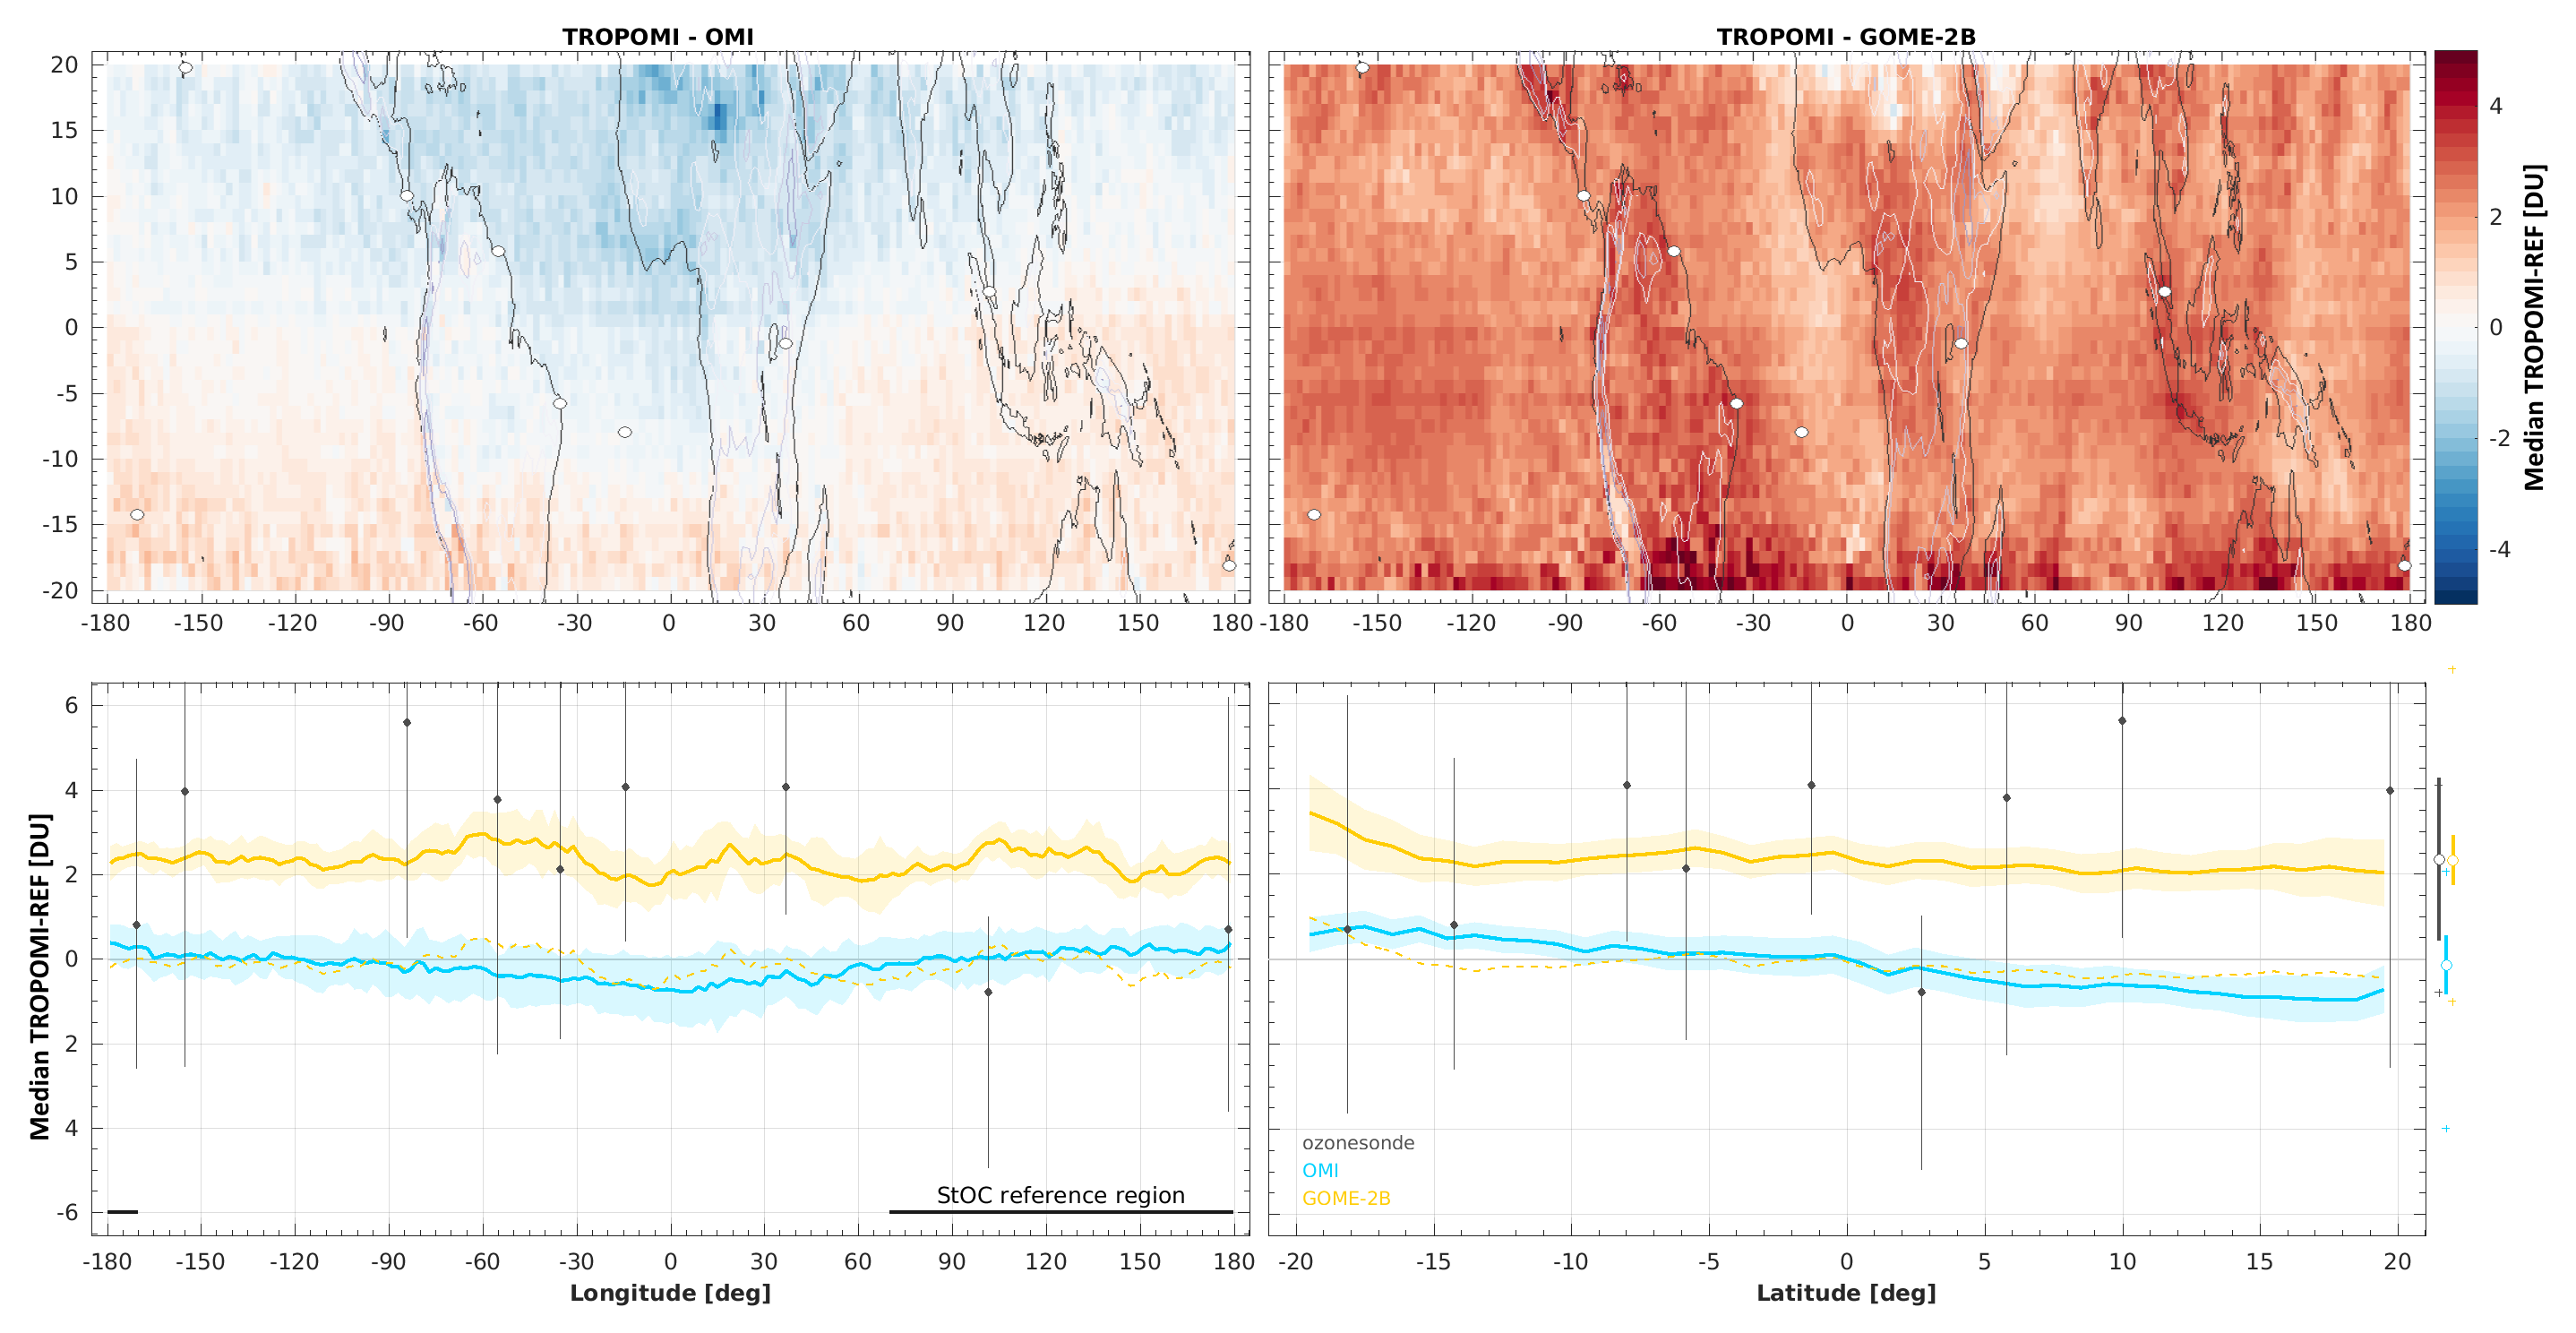 TROPOMI - OMI
TROPOMI - GOME-2B
20
15
10
5
0
-5
-10
-15
-20
-180 -150 -120 -90 -60 -30 0 30 60 90 120 150 180
-180 -150 -120 -90 -60 -30 0 30 60 90 120 150 180
4
2
0
-2
-4
Median TROPOMI-REF [DU]
Median TROPOMI-REF [DU]
6
4
2
0
2
4
-6
StOC reference region
-180 -150 -120 -90 -60 -30 0 30 60 90 120 150 180
Longitude [deg]
ozonesonde
OMI
GOME-2B
-20 -15 -10 -5 0 5 10 15 20
Latitude [deg]